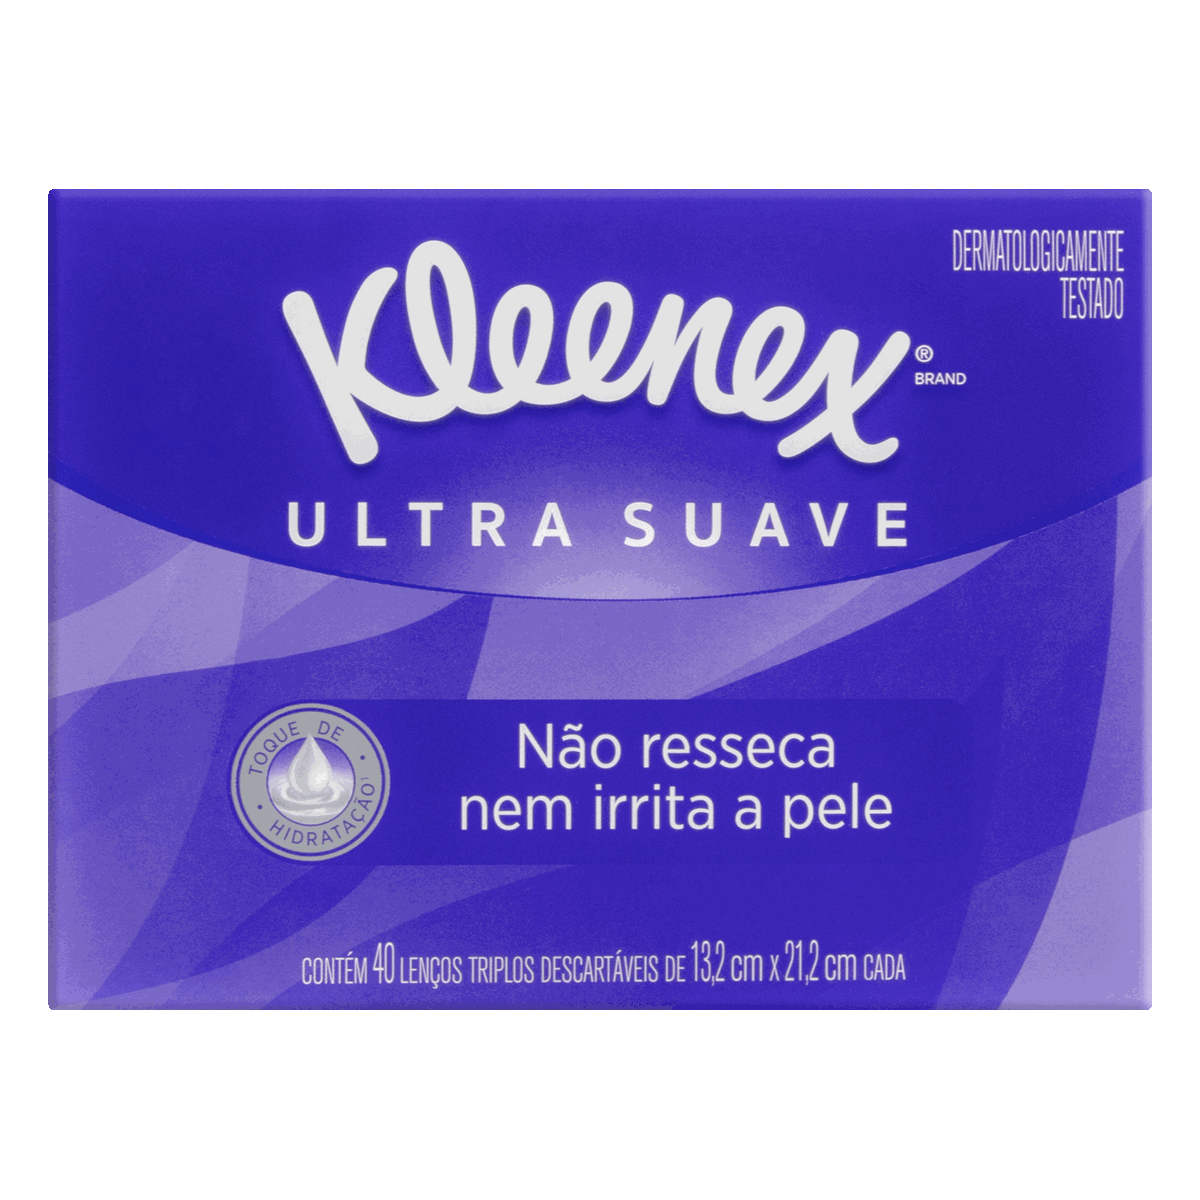 DERMATOLOGICAMENTE
TESTADO
Kleenex®
BRAND
ULTRA SUAVE
TOQUE DE
HIDRATAÇÃO¹
Não resseca
nem irrita a pele
CONTÉM 40 LENÇOS TRIPLOS DESCARTÁVEIS DE 13,2 cm x 21,2 cm CADA